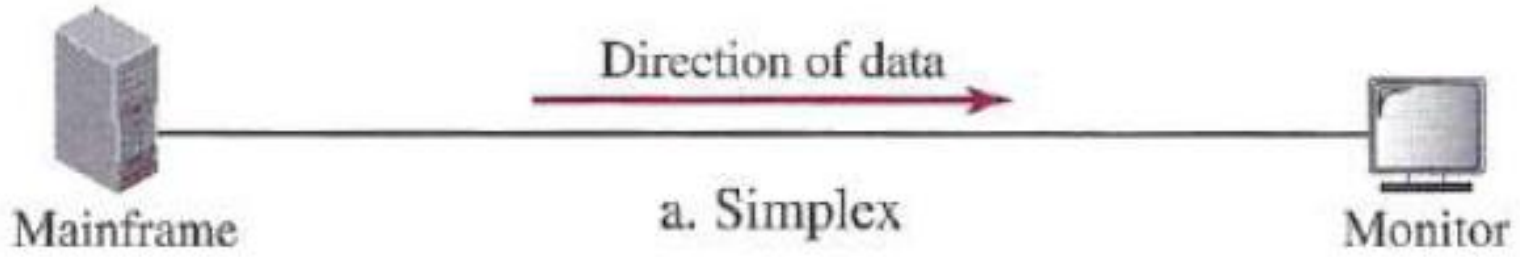 Direction of data
Mainframe
a. Simplex
Monitor